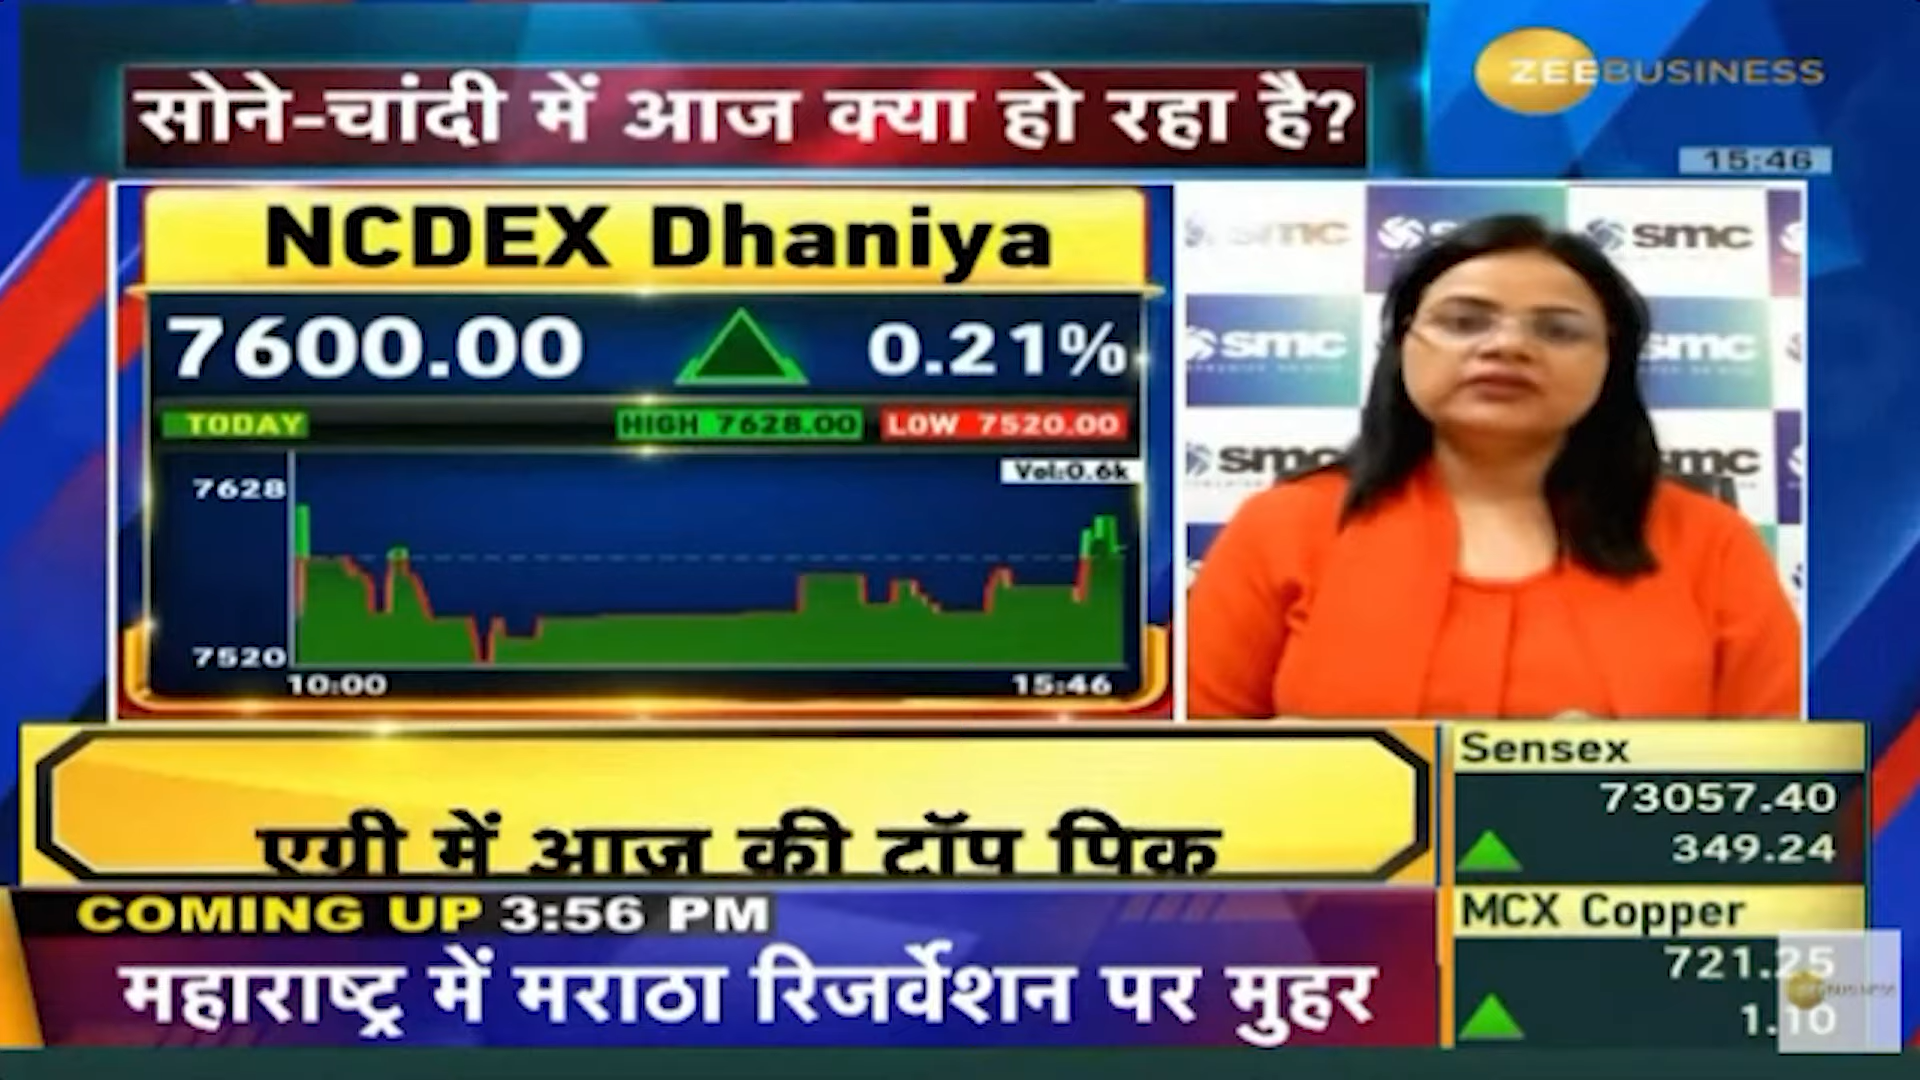 सोने-चांदी में आज क्या हो रहा है?
ZEEBUSINESS
15:46
NCDEX Dhaniya
7600.00 0.21%
TODAY HIGH 7628.00 LOW 7520.00
Vol:0.6k
7628
7520
10:00 15:46
smc smc
smc smc
smc
एग्री में आज की टॉप पिक
Sensex
73057.40
349.24
COMING UP 3:56 PM
महाराष्ट्र में मराठा रिजर्वेशन पर मुहर
MCX Copper
721.25
1.10